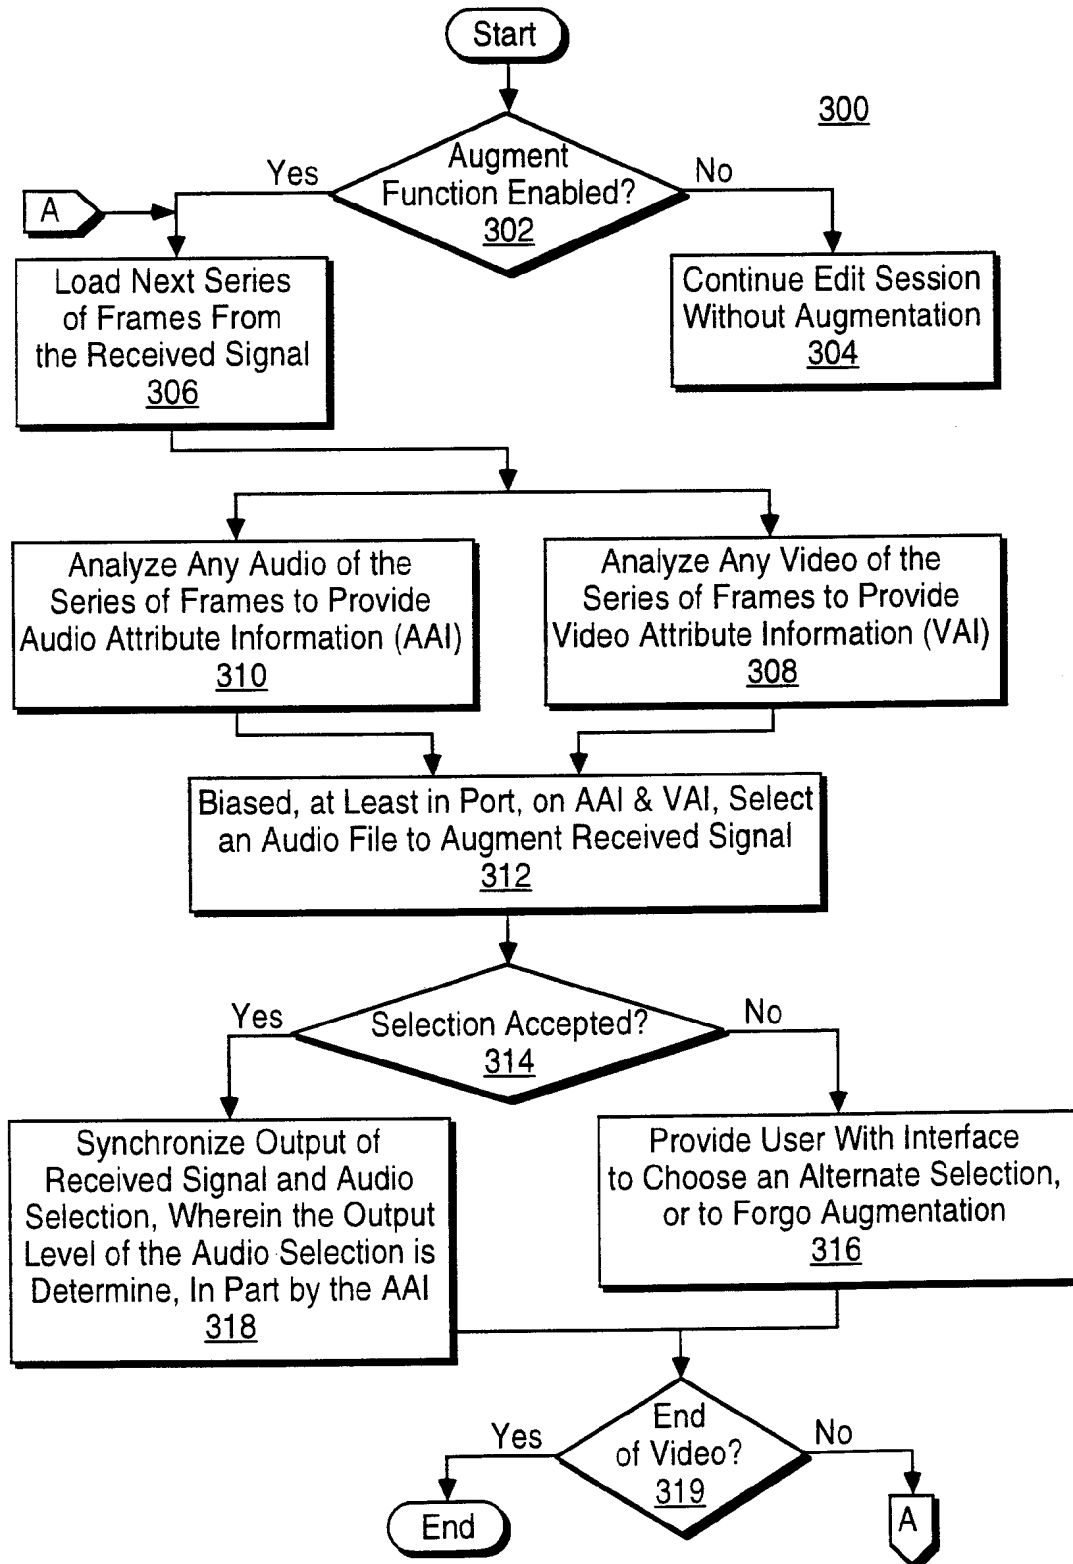 Start
300
Augment
Function Enabled?
302
Yes
No
A
Load Next Series
of Frames From
the Received Signal
306
Continue Edit Session
Without Augmentation
304
Analyze Any Audio of the
Series of Frames to Provide
Audio Attribute Information (AAI)
310
Analyze Any Video of the
Series of Frames to Provide
Video Attribute Information (VAI)
308
Biased, at Least in Port, on AAI & VAI, Select
an Audio File to Augment Received Signal
312
Selection Accepted?
314
Yes
No
Synchronize Output of
Received Signal and Audio
Selection, Wherein the Output
Level of the Audio Selection is
Determine, In Part by the AAI
318
Provide User With Interface
to Choose an Alternate Selection,
or to Forgo Augmentation
316
End
of Video?
319
Yes
No
End
A